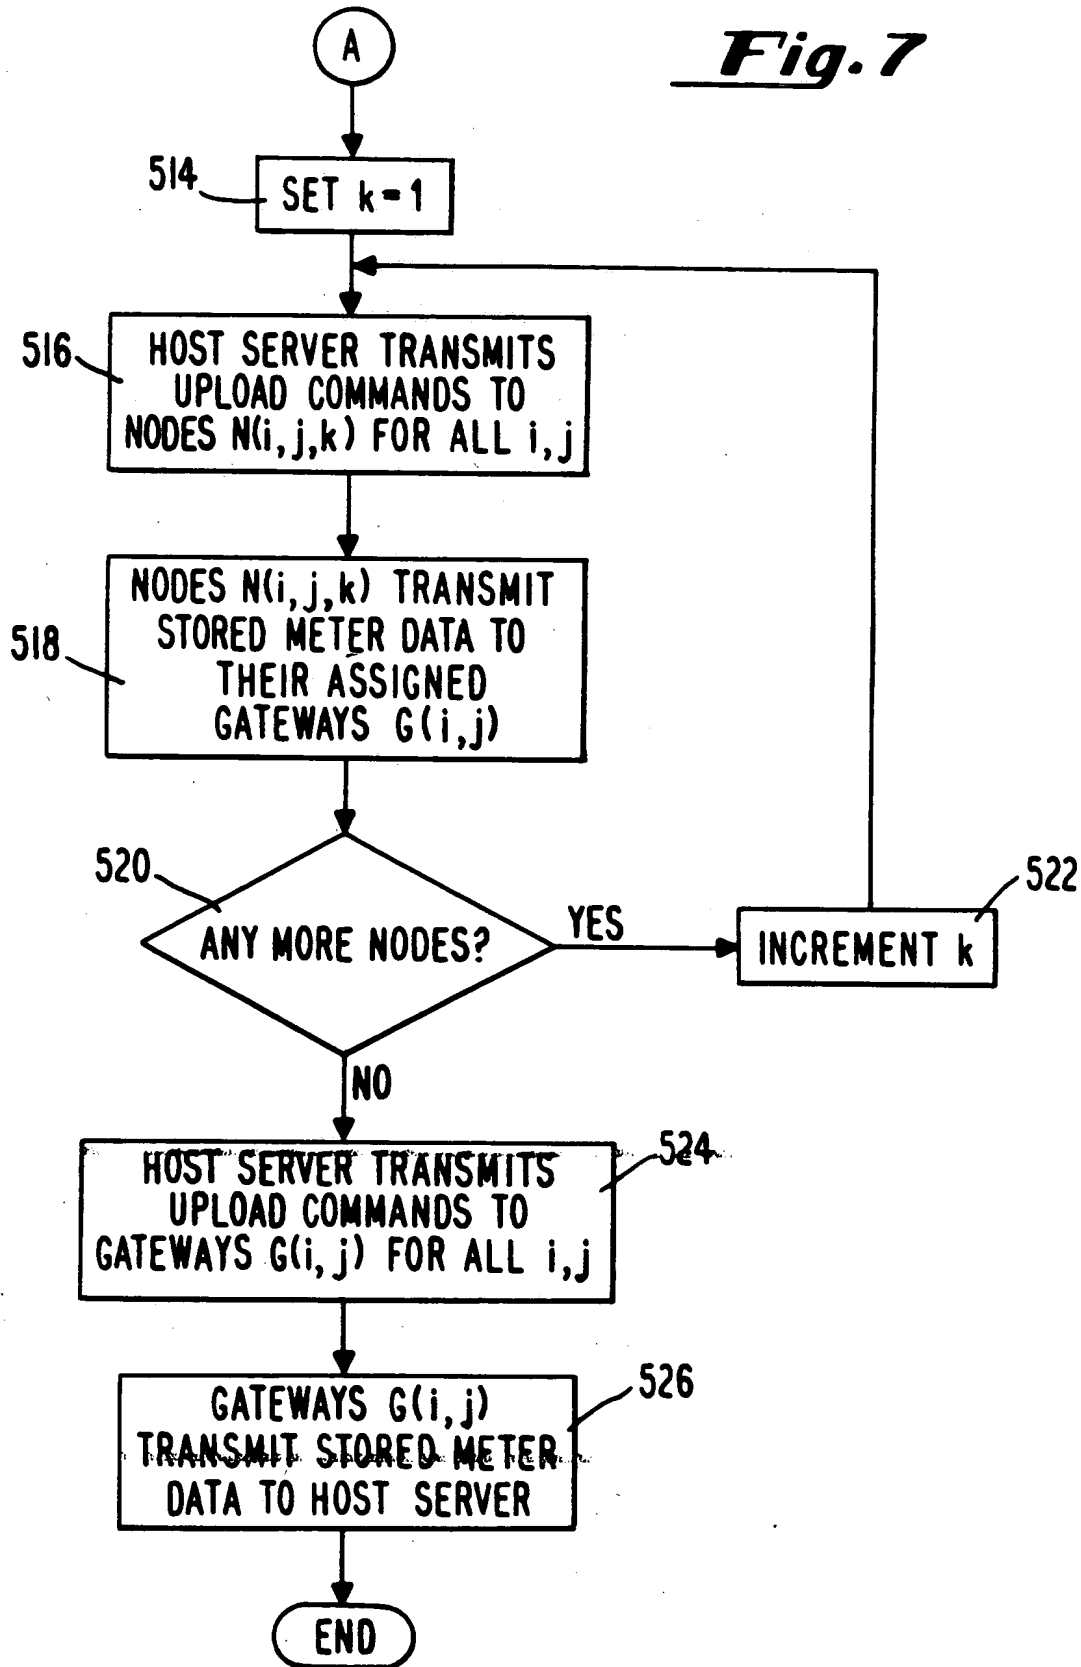 A
Fig. 7
514
SET k=1
516
HOST SERVER TRANSMITS
UPLOAD COMMANDS TO
NODES N(i,j,k) FOR ALL i,j
518
NODES N(i,j,k) TRANSMIT
STORED METER DATA TO
THEIR ASSIGNED
GATEWAYS G(i,j)
520
ANY MORE NODES?
YES
522
INCREMENT k
NO
524
HOST SERVER TRANSMITS
UPLOAD COMMANDS TO
GATEWAYS G(i,j) FOR ALL i,j
526
GATEWAYS G(i,j)
TRANSMIT STORED METER
DATA TO HOST SERVER
END